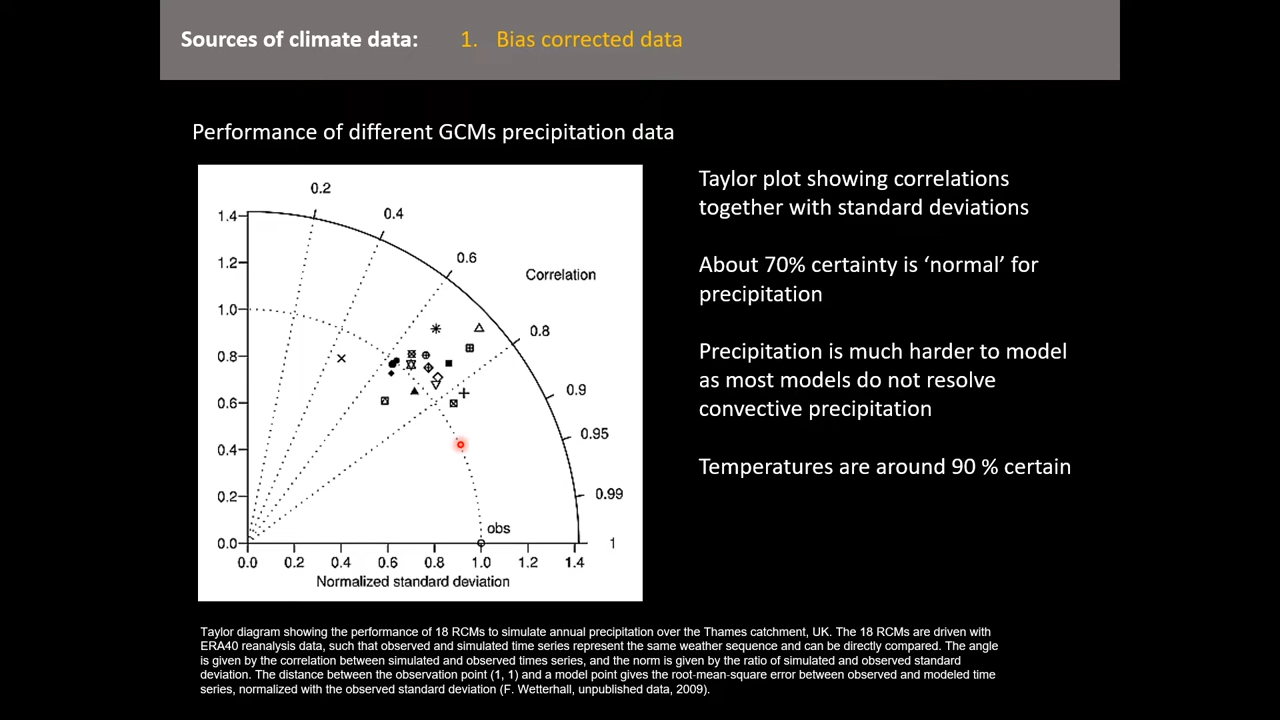 Sources of climate data: 1. Bias corrected data
Performance of different GCMs precipitation data
0.2
0.4
0.6
Correlation
0.8
0.9
0.95
0.99
1
1.4
1.2
1.0
0.8
0.6
0.4
0.2
0.0
obs
0.0 0.2 0.4 0.6 0.8 1.0 1.2 1.4
Normalized standard deviation
Taylor plot showing correlations
together with standard deviations
About 70% certainty is ‘normal’ for
precipitation
Precipitation is much harder to model
as most models do not resolve
convective precipitation
Temperatures are around 90 % certain
Taylor diagram showing the performance of 18 RCMs to simulate annual precipitation over the Thames catchment, UK. The 18 RCMs are driven with
ERA40 reanalysis data, such that observed and simulated time series represent the same weather sequence and can be directly compared. The angle
is given by the correlation between simulated and observed times series, and the norm is given by the ratio of simulated and observed standard
deviation. The distance between the observation point (1, 1) and a model point gives the root-mean-square error between observed and modeled time
series, normalized with the observed standard deviation (F. Wetterhall, unpublished data, 2009).